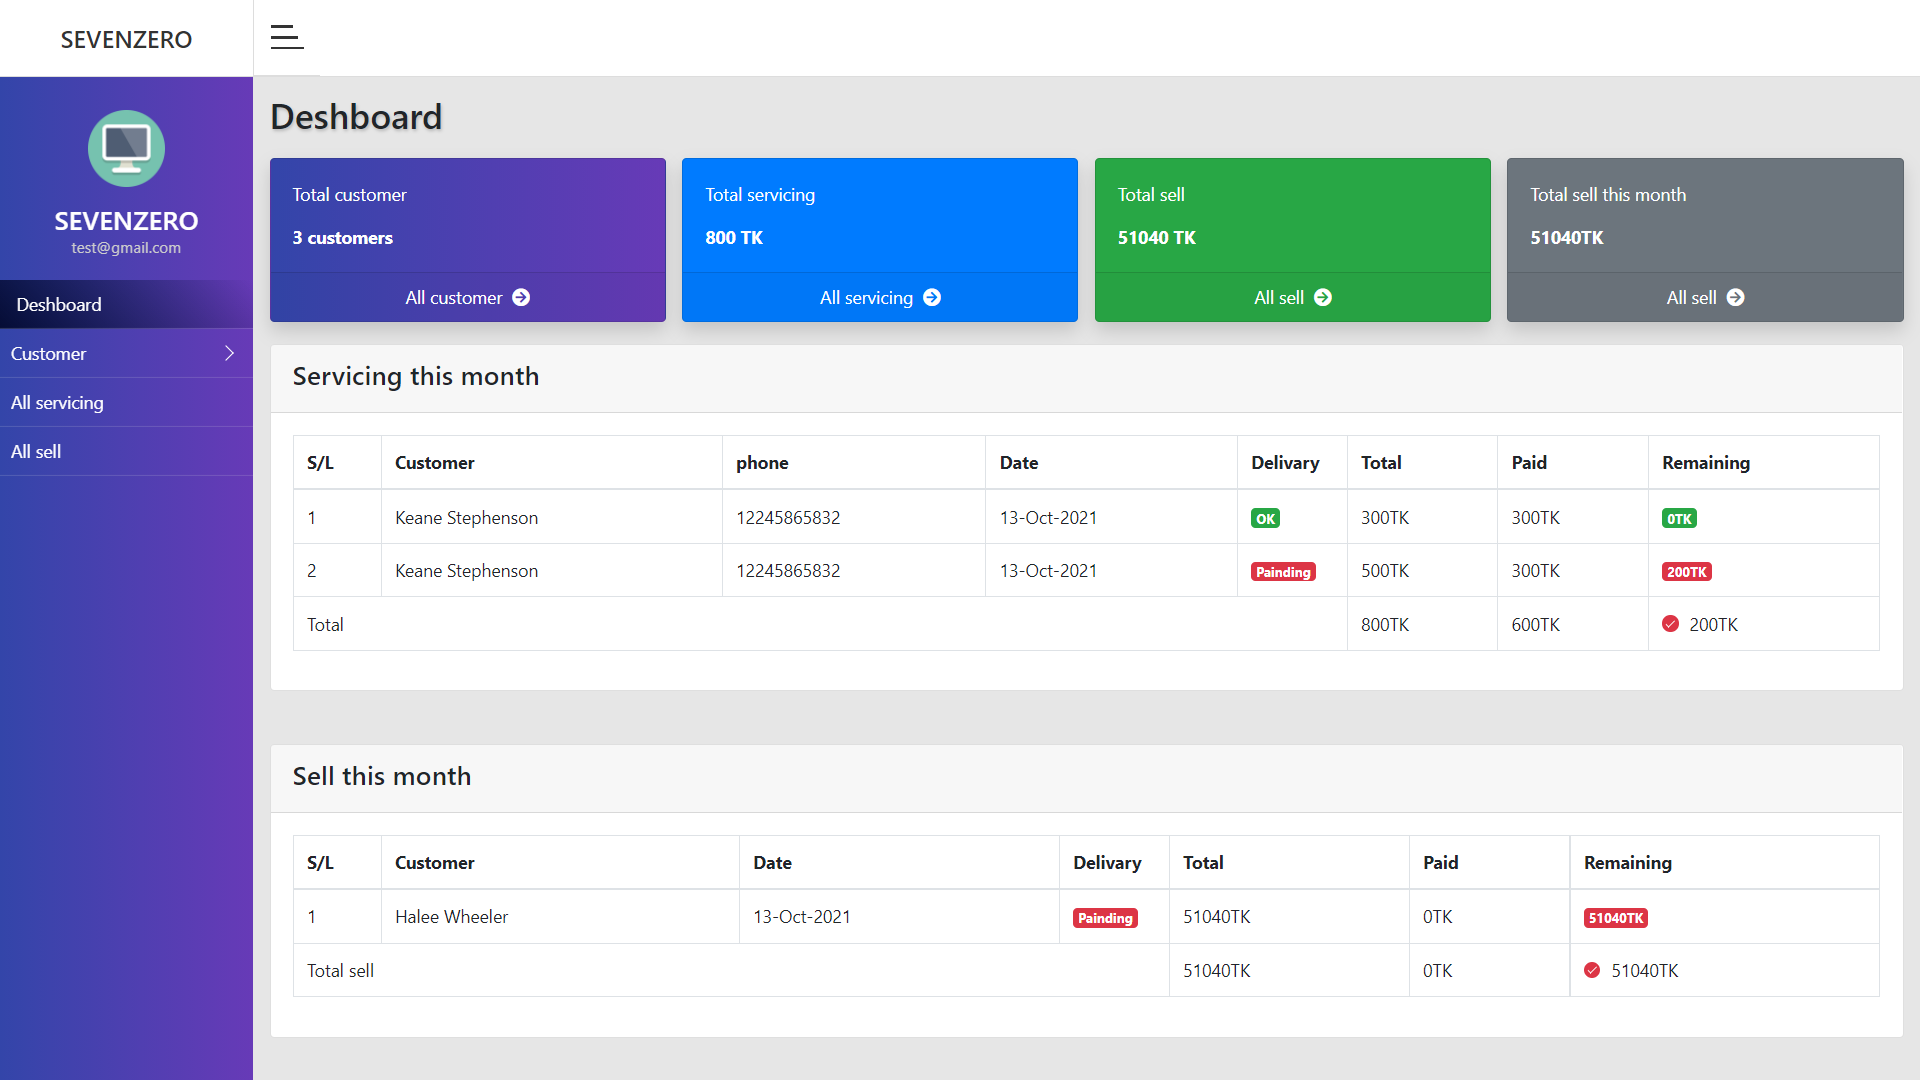 SEVENZERO
SEVENZERO
test@gmail.com
Deshboard
Customer
All servicing
All sell
Deshboard
Total customer
3 customers
All customer
Total servicing
800 TK
All servicing
Total sell
51040 TK
All sell
Total sell this month
51040TK
All sell
Servicing this month
S/L Customer phone Date Delivary Total Paid Remaining
1 Keane Stephenson 12245865832 13-Oct-2021 OK 300TK 300TK 0TK
2 Keane Stephenson 12245865832 13-Oct-2021 Painding 500TK 300TK 200TK
Total 800TK 600TK 200TK
Sell this month
S/L Customer Date Delivary Total Paid Remaining
1 Halee Wheeler 13-Oct-2021 Painding 51040TK 0TK 51040TK
Total sell 51040TK 0TK 51040TK